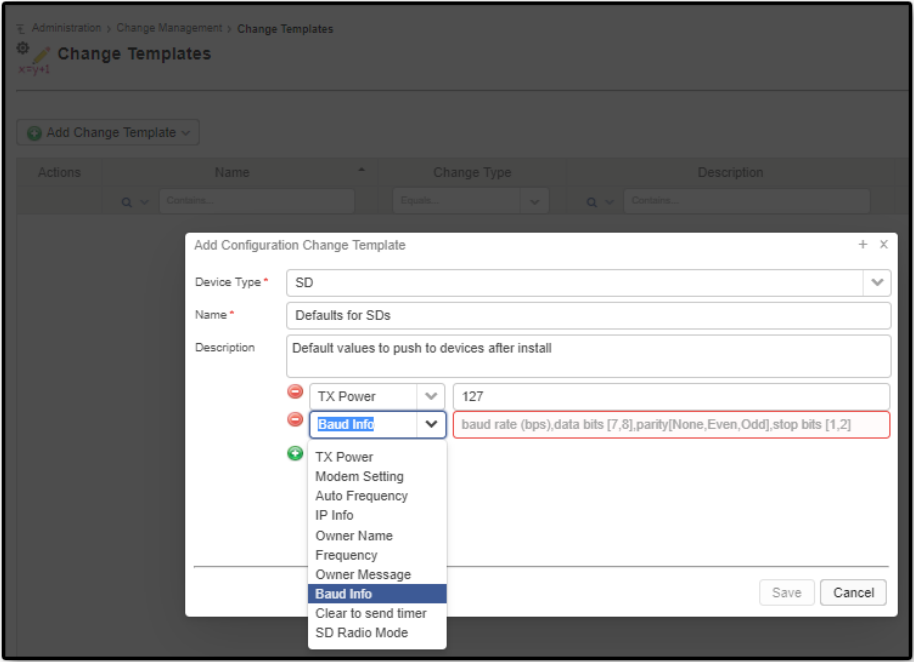 Administration > Change Management > Change Templates
x=y+1
Change Templates
Add Change Template
Actions Name Change Type Description
Contains... Equals... Contains...
Add Configuration Change Template
Device Type * SD
Name * Defaults for SDs
Description Default values to push to devices after install
TX Power 127
Baud Info baud rate (bps),data bits [7,8],parity[None,Even,Odd],stop bits [1,2]
TX Power
Modem Setting
Auto Frequency
IP Info
Owner Name
Frequency
Owner Message
Baud Info
Clear to send timer
SD Radio Mode
Save Cancel